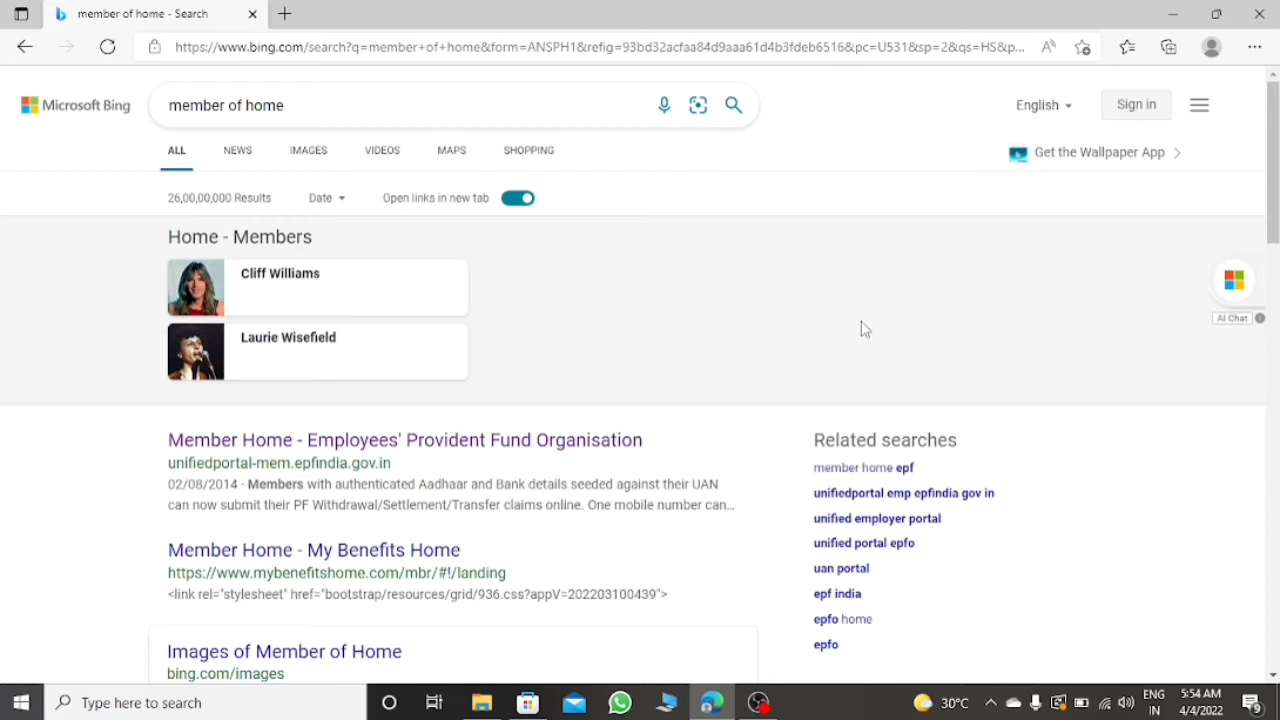 member of home - Search
https://www.bing.com/search?q=member+of+home&form=ANSPH1&refig=93bd32acfaa84d9aaa61d4b3fdeb6516&pc=U531&sp=2&qs=HS&p...
Microsoft Bing
member of home
English
Sign in
ALL NEWS IMAGES VIDEOS MAPS SHOPPING
Get the Wallpaper App
26,00,00,000 Results Date Open links in new tab
Home - Members
Cliff Williams
Laurie Wisefield
AI Chat
Member Home - Employees' Provident Fund Organisation
unifiedportal-mem.epfindia.gov.in
02/08/2014 · Members with authenticated Aadhaar and Bank details seeded against their UAN
can now submit their PF Withdrawal/Settlement/Transfer claims online. One mobile number can...
Member Home - My Benefits Home
https://www.mybenefitshome.com/mbr/#!/landing
<link rel="stylesheet" href="bootstrap/resources/grid/936.css?appV=202203100439">
Images of Member of Home
bing.com/images
Related searches
member home epf
unifiedportal emp epfindia gov in
unified employer portal
unified portal epfo
uan portal
epf india
epfo home
epfo
Type here to search
30°C
ENG
IN
5:54 AM
4/4/2022
9